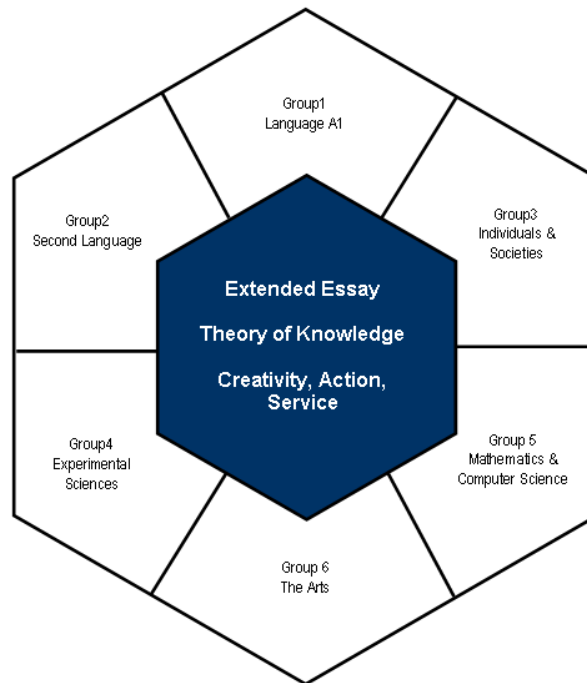 Group1
Language A1
Group2
Second Language
Group3
Individuals &
Societies
Extended Essay
Theory of Knowledge
Creativity, Action,
Service
Group4
Experimental
Sciences
Group 5
Mathematics &
Computer Science
Group 6
The Arts